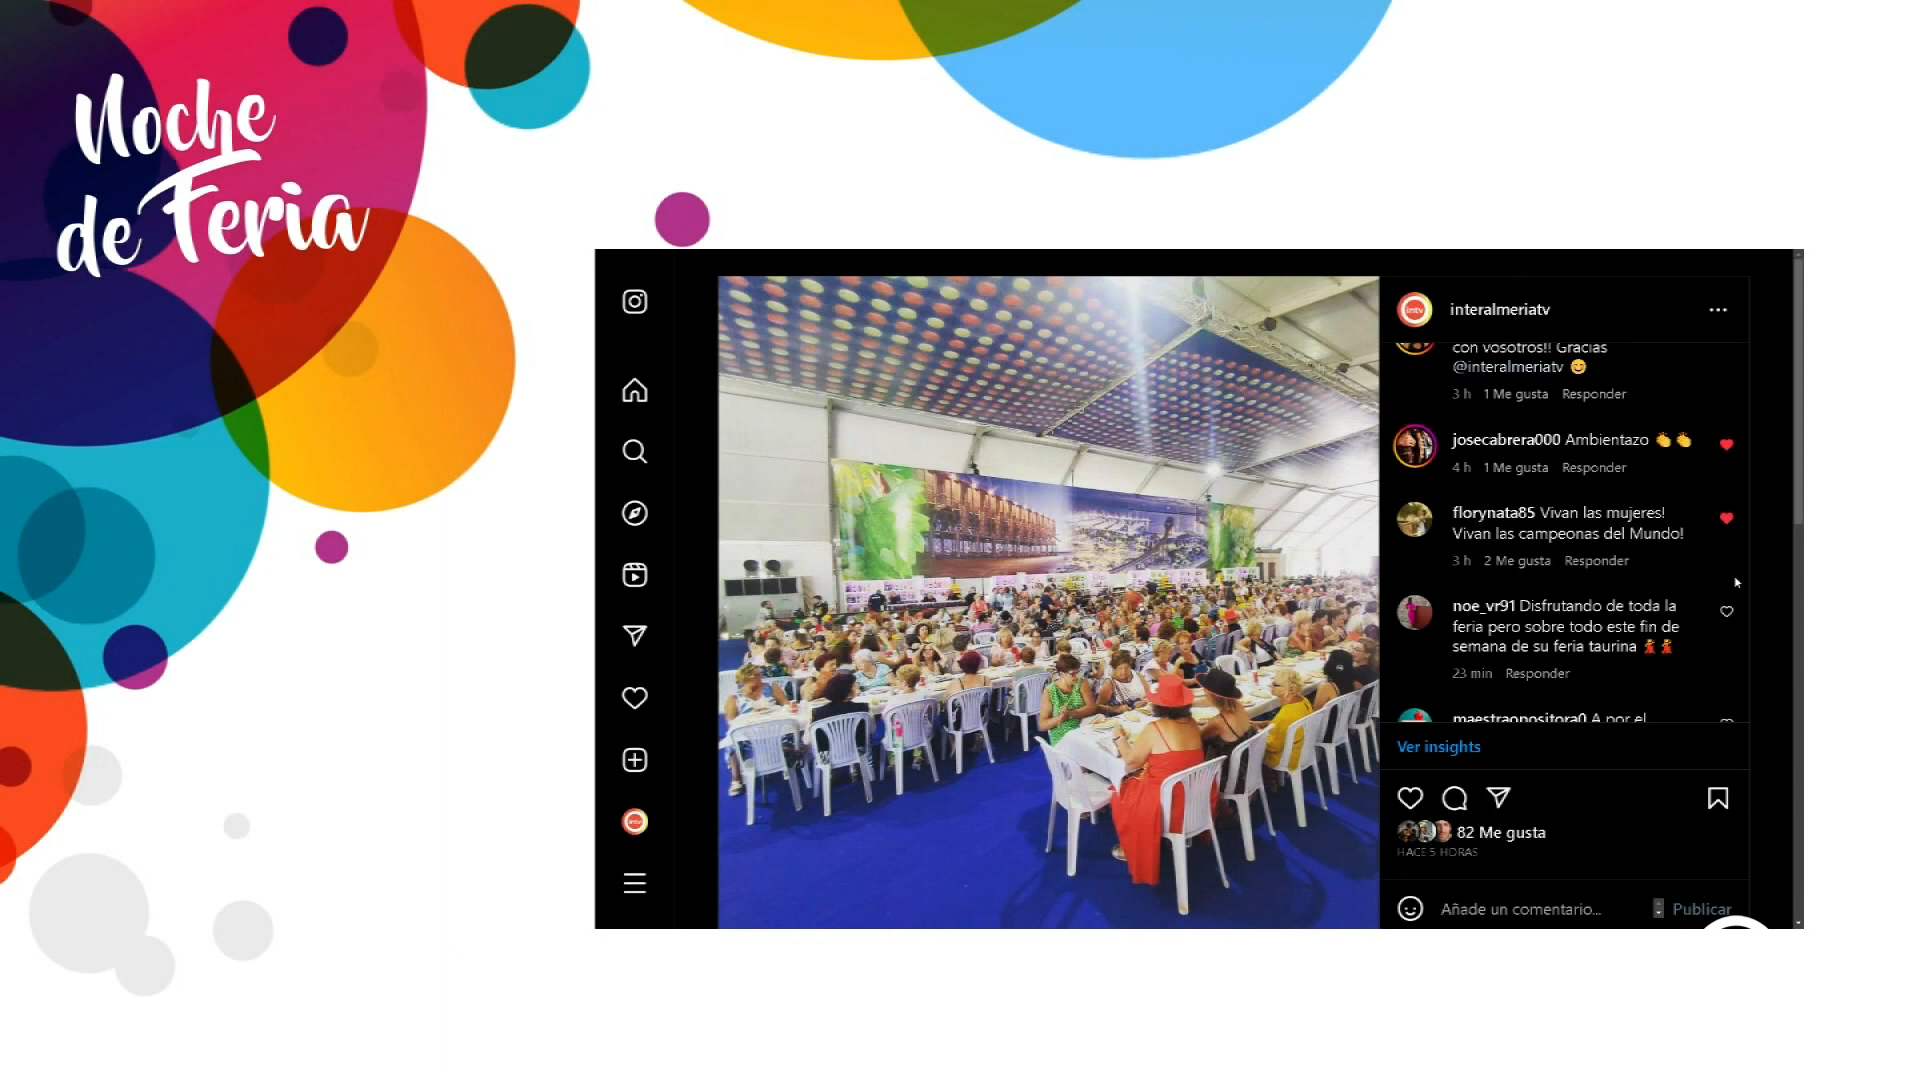 Noche
de Feria
interalmeriatv
con vosotros!! Gracias
@interalmeriatv 😊
3 h 1 Me gusta Responder
josecabrera000 Ambientazo 👏👏
4 h 1 Me gusta Responder
florynata85 Vivan las mujeres!
Vivan las campeonas del Mundo!
3 h 2 Me gusta Responder
noe_vr91 Disfrutando de toda la
feria pero sobre todo este fin de
semana de su feria taurina 💃💃
23 min Responder
maestraopositora0 A por el
Ver insights
82 Me gusta
HACE 5 HORAS
Añade un comentario...
Publicar